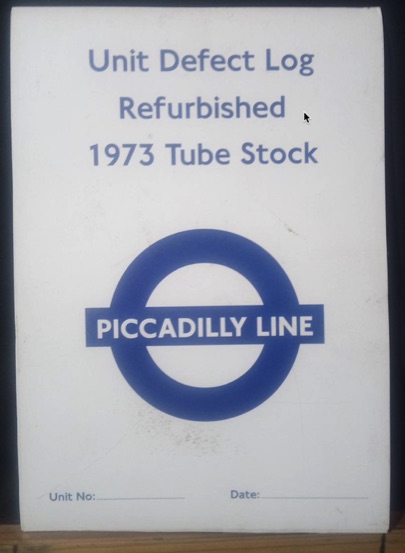 Unit Defect Log
Refurbished
1973 Tube Stock
PICCADILLY LINE
Unit No: Date: